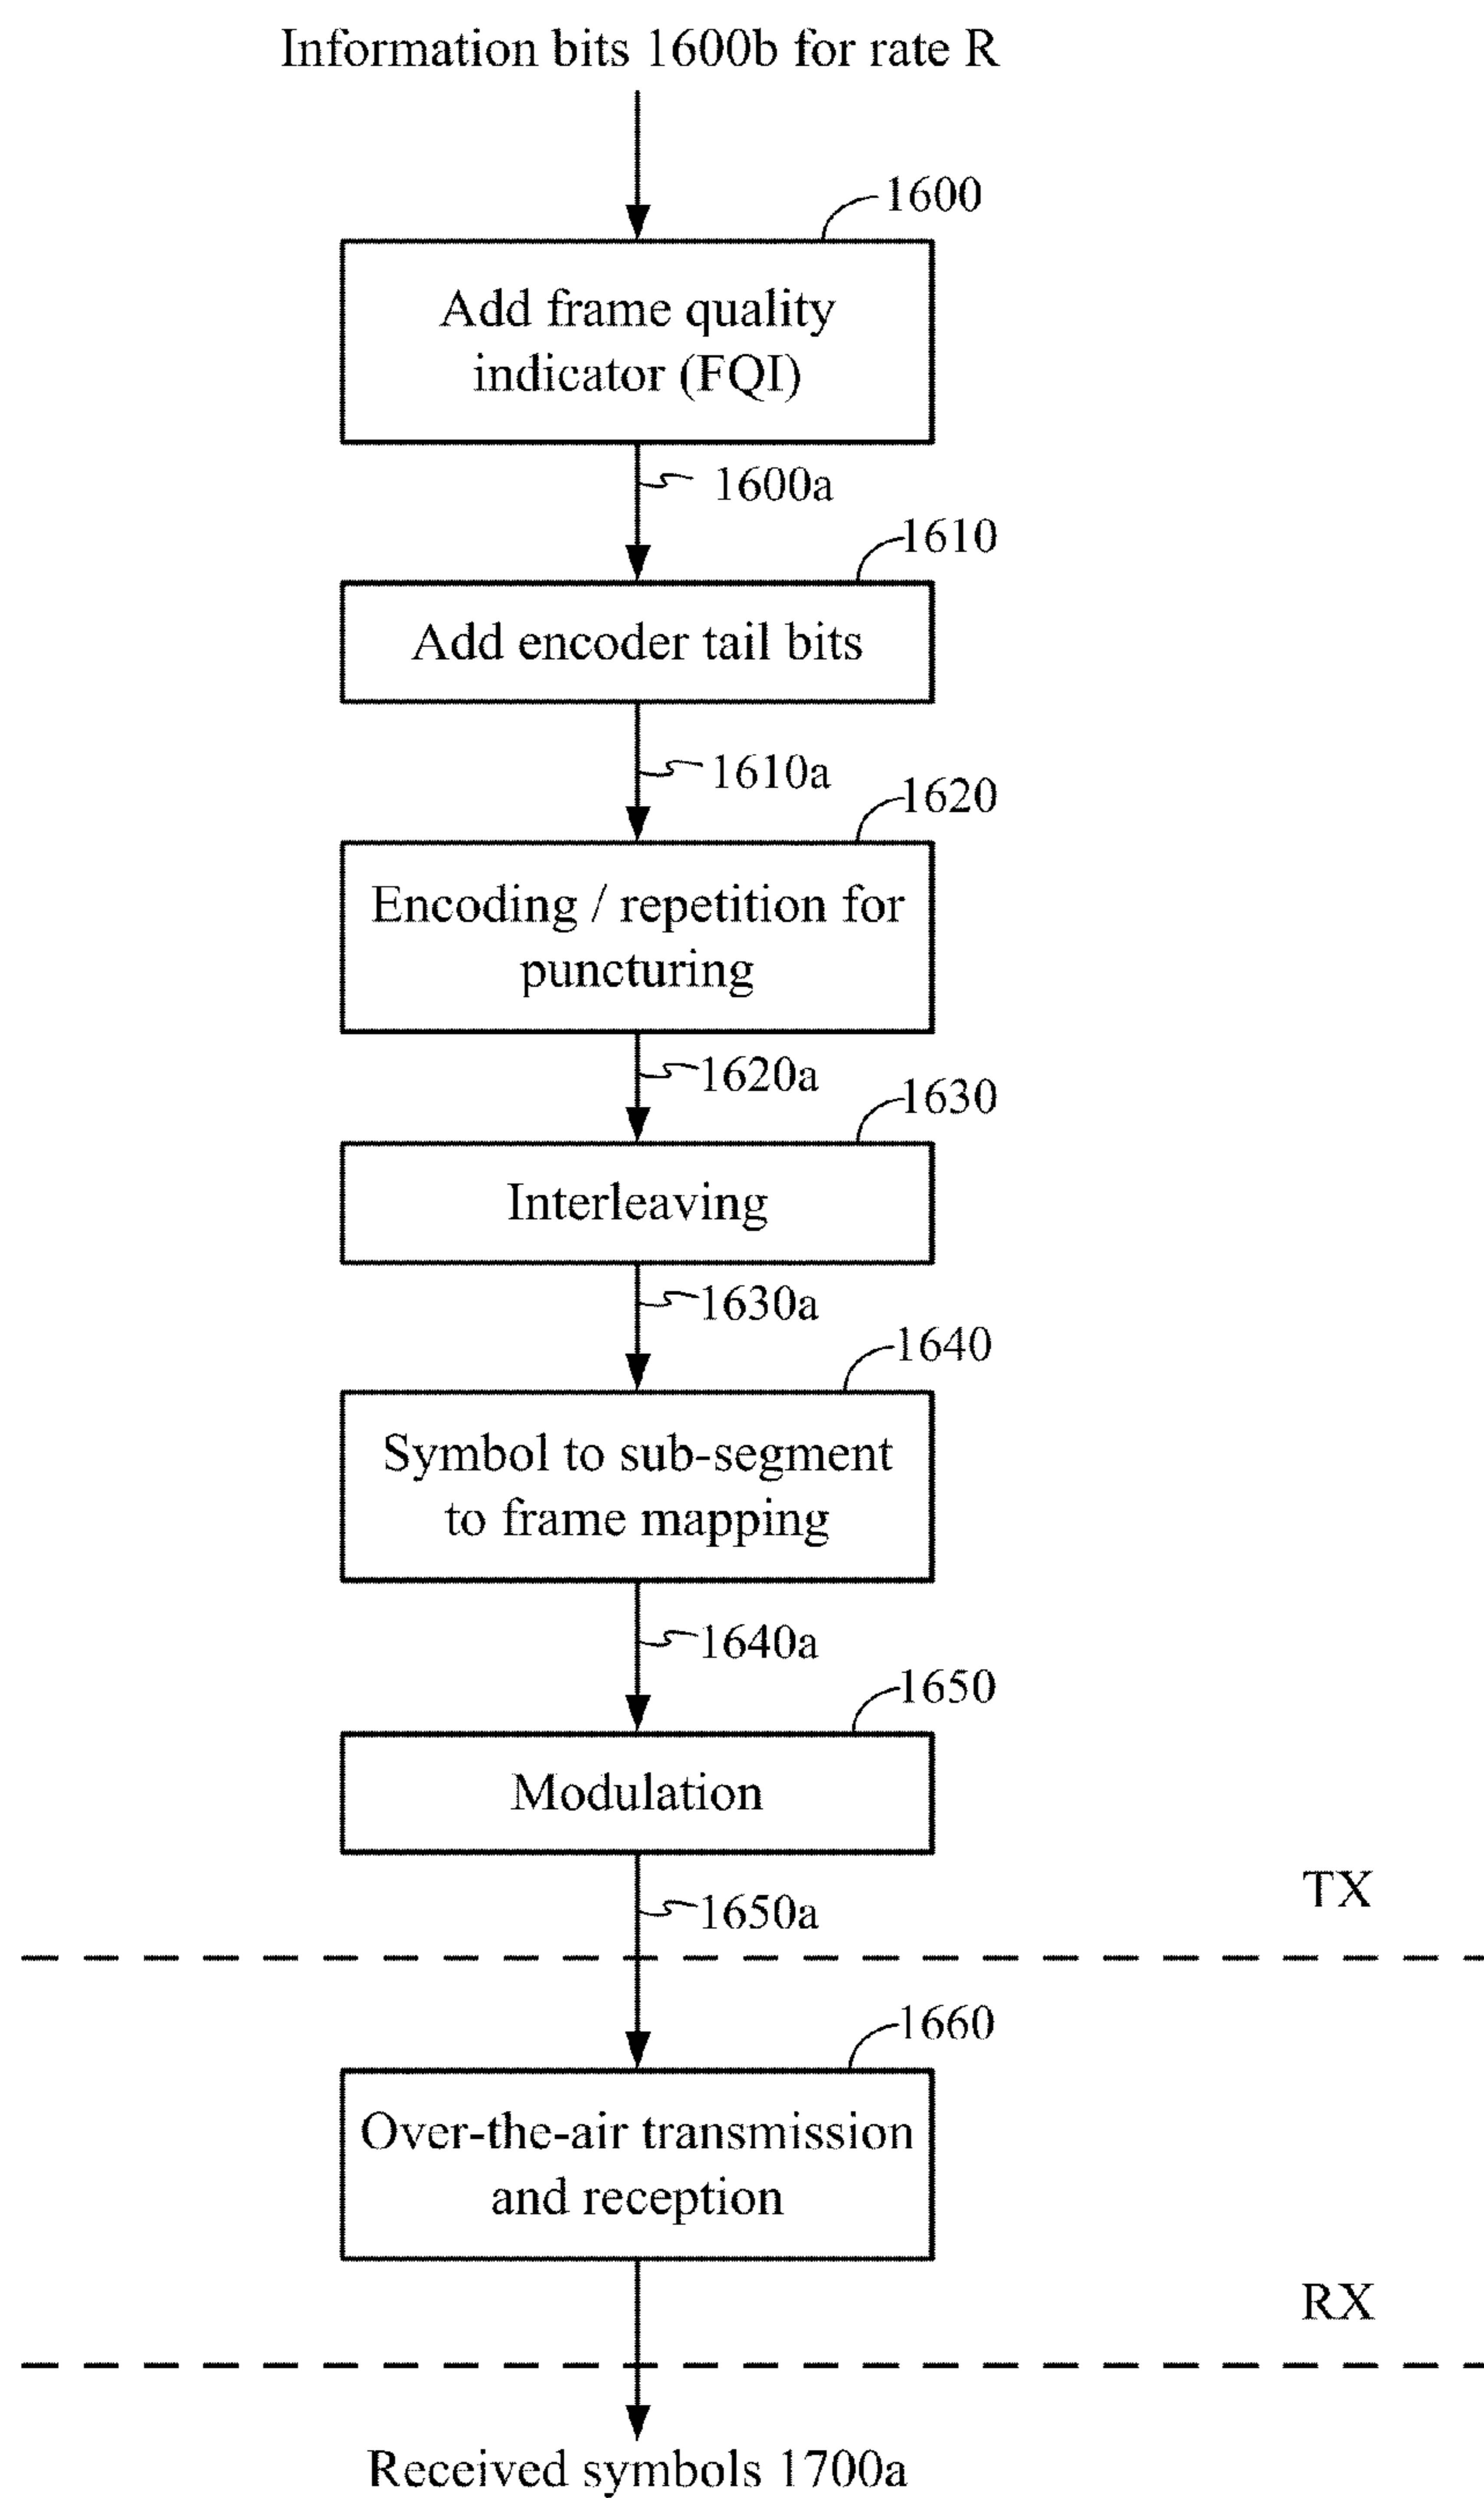 Information bits 1600b for rate R
1600
Add frame quality
indicator (FQI)
1600a
1610
Add encoder tail bits
1610a
1620
Encoding / repetition for
puncturing
1620a
1630
Interleaving
1630a
1640
Symbol to sub-segment
to frame mapping
1640a
1650
Modulation
TX
1650a
1660
Over-the-air transmission
and reception
RX
Received symbols 1700a